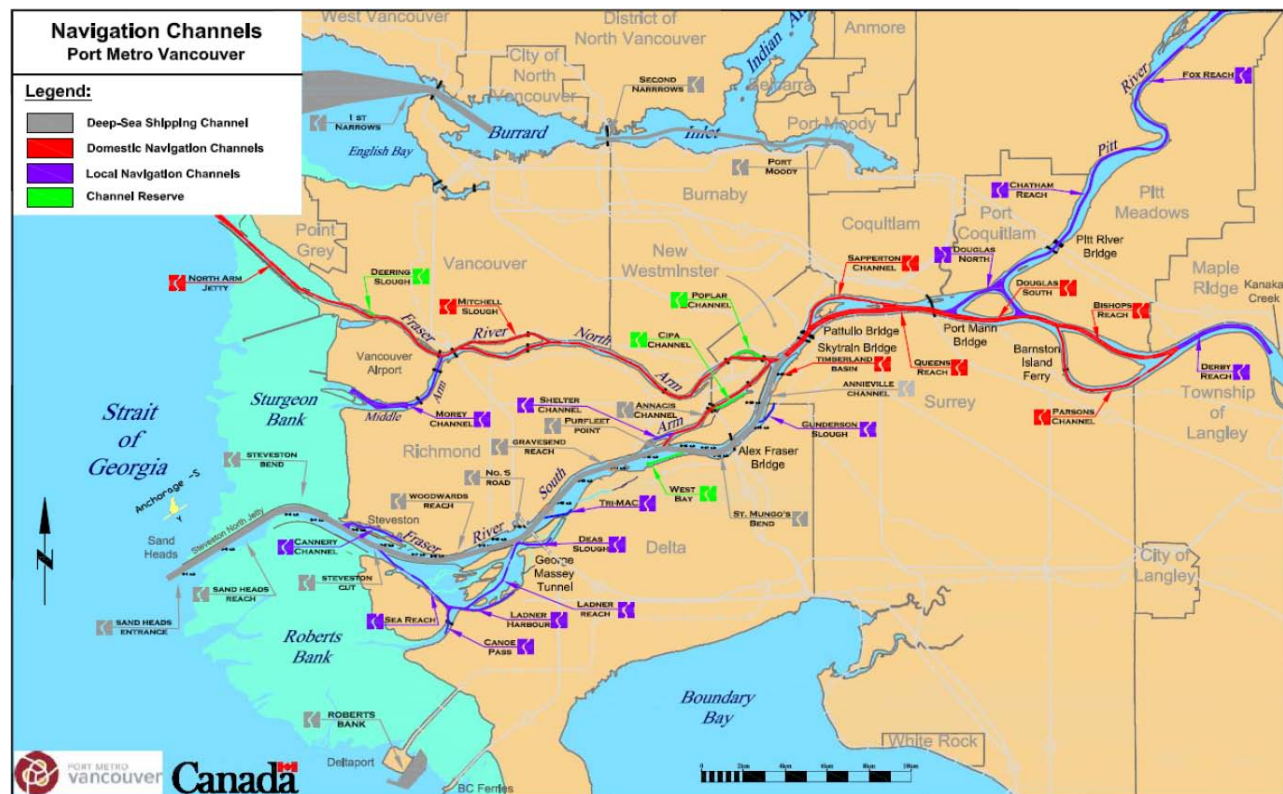 Navigation Channels
Port Metro Vancouver
Legend:
Deep-Sea Shipping Channel
Domestic Navigation Channels
Local Navigation Channels
Channel Reserve
West Vancouver
District of
North Vancouver
Anmore
City of
North
Vancouver
Indian
Belcarra
SECOND
NARRROWS
1 ST
NARROWS
Burrard
Inlet
English Bay
Port Moody
PORT
MOODY
River
FOX REACH
Pitt
CHATHAM
REACH
Pitt
Meadows
Burnaby
Coquitlam
Port
Coquitlam
Point
Grey
Vancouver
New
Westminster
DOUGLAS
NORTH
Pitt River
Bridge
SAPPERTON
CHANNEL
DOUGLAS
SOUTH
Maple
Ridge
Kanaka
Creek
NORTH ARM
JETTY
DEERING
SLOUGH
MITCHELL
SLOUGH
POPLAR
CHANNEL
CIPA
CHANNEL
BISHOPS
REACH
Fraser
River
North
Arm
Pattullo Bridge
Skytrain Bridge
Port Mann
Bridge
Barnston
Island
Ferry
Vancouver
Airport
TIMBERLAND
BASIN
QUEENS
REACH
DERBY
REACH
Township
of
Langley
Arm
Middle
MOREY
CHANNEL
SHELTER
CHANNEL
ANNACIS
CHANNEL
ANNIEVILLE
CHANNEL
Surrey
PARSONS
CHANNEL
Sturgeon
Bank
Strait
of
Georgia
PURFLEET
POINT
Arm
GUNDERSON
SLOUGH
Richmond
GRAVESEND
REACH
Alex Fraser
Bridge
STEVESTON
BEND
NO. 5
ROAD
South
WEST
BAY
Anchorage -S
WOODWARDS
REACH
TRI-MAC
ST. MUNGO'S
BEND
Steveston
Fraser
River
Sand
Heads
Steveston North Jetty
CANNERY
CHANNEL
DEAS
SLOUGH
Delta
City of
Langley
George
Massey
Tunnel
SAND HEADS
REACH
STEVESTON
CUT
LADNER
REACH
SAND HEADS
ENTRANCE
SEA REACH
LADNER
HARBOUR
Roberts
Bank
CANOE
PASS
N
Boundary
Bay
ROBERTS
BANK
White Rock
Deltaport
BC Ferries
PORT METRO
vancouver
Canada